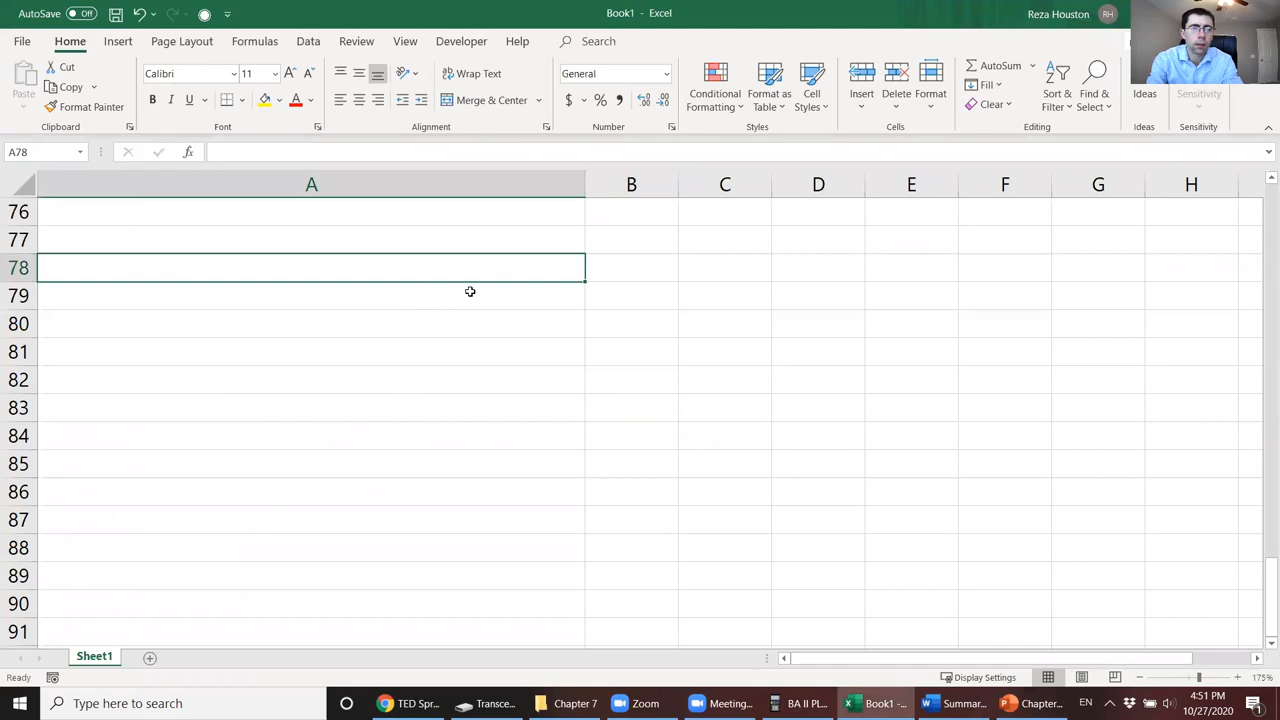 AutoSave Off Book1 - Excel Reza Houston RH
File Home Insert Page Layout Formulas Data Review View Developer Help Search
Paste Cut Copy Format Painter Clipboard
Calibri 11 A A B I U A Font
ab Wrap Text Merge & Center Alignment
General $ % , Number
Conditional Formatting Format as Table Cell Styles Styles
Insert Delete Format Cells
AutoSum Fill Clear Sort & Filter Find & Select Editing
Ideas Ideas
Sensitivity Sensitivity
A78 fx
A B C D E F G H
76
77
78
79
80
81
82
83
84
85
86
87
88
89
90
91
Sheet1
Ready Display Settings 175%
Type here to search TED Spr... Transce... Chapter 7 Zoom Meeting... BA II PL... Book1 -... Summar... Chapter... EN 4:51 PM
10/27/2020